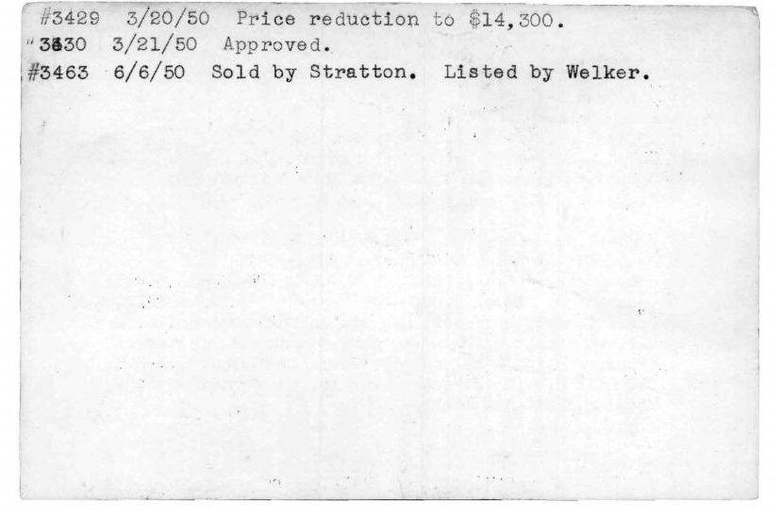 #3429 3/20/50 Price reduction to $14,300.
" 3430 3/21/50 Approved.
#3463 6/6/50 Sold by Stratton. Listed by Welker.